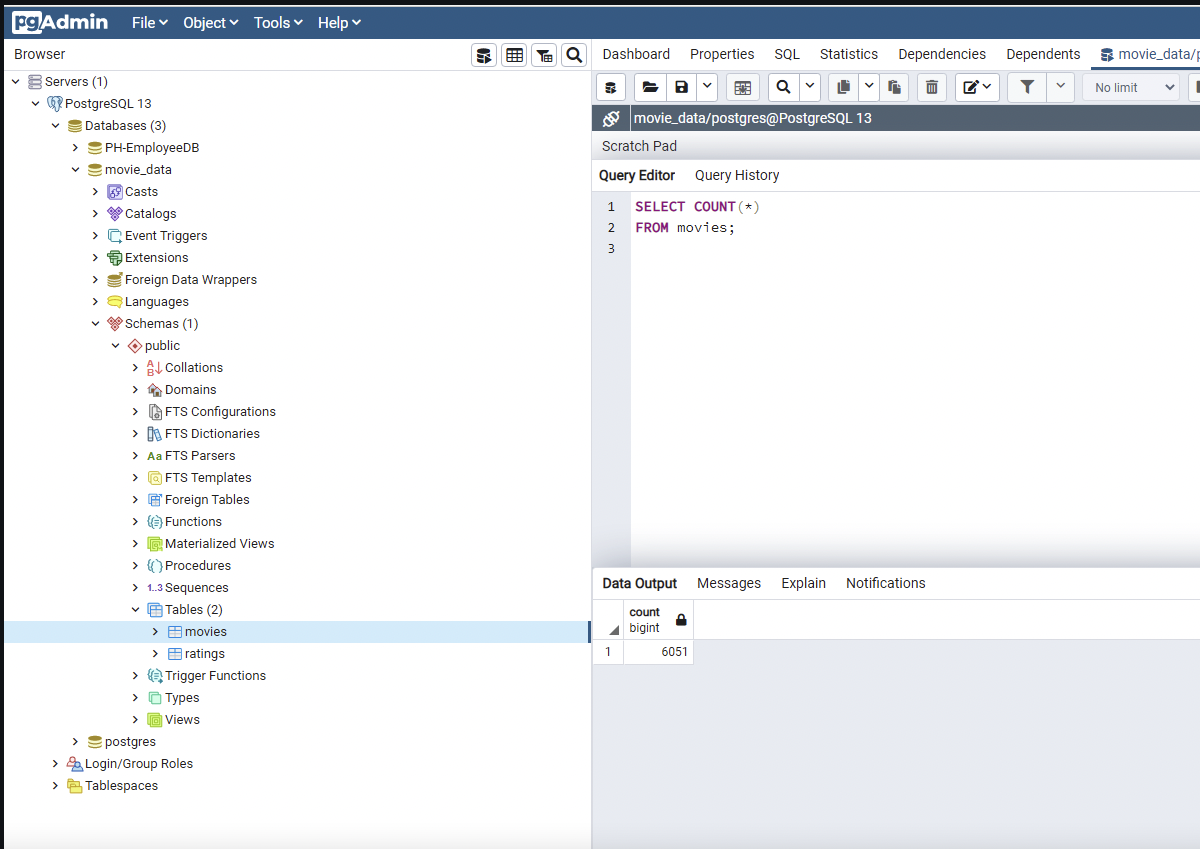 pgAdmin File Object Tools Help
Browser
Servers (1)
PostgreSQL 13
Databases (3)
PH-EmployeeDB
movie_data
Casts
Catalogs
Event Triggers
Extensions
Foreign Data Wrappers
Languages
Schemas (1)
public
Collations
Domains
FTS Configurations
FTS Dictionaries
Aa FTS Parsers
FTS Templates
Foreign Tables
Functions
Materialized Views
Procedures
1..3 Sequences
Tables (2)
movies
ratings
Trigger Functions
Types
Views
postgres
Login/Group Roles
Tablespaces
Dashboard Properties SQL Statistics Dependencies Dependents movie_data/p
No limit
movie_data/postgres@PostgreSQL 13
Scratch Pad
Query Editor Query History
1 SELECT COUNT(*)
2 FROM movies;
3
Data Output Messages Explain Notifications
count
bigint
1 6051